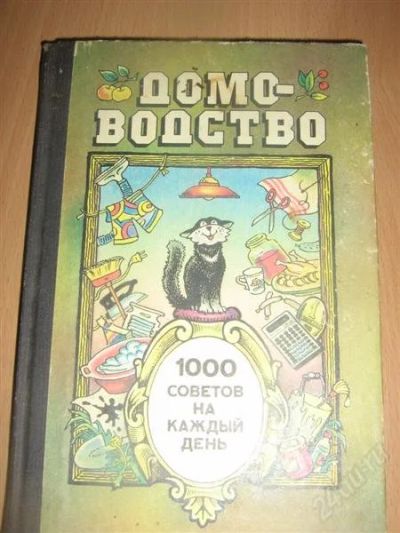 ДОМО-
ВОДСТВО
1000
СОВЕТОВ
НА
КАЖДЫЙ
ДЕНЬ